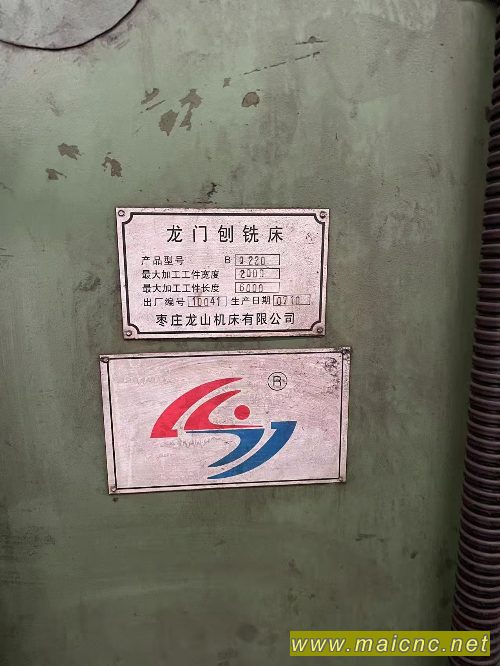 龙门刨铣床
产品型号 B Q220
最大加工工件宽度 2000
最大加工工件长度 6000
出厂编号 10041 生产日期 0710
枣庄龙山机床有限公司
R
www.maicnc.net